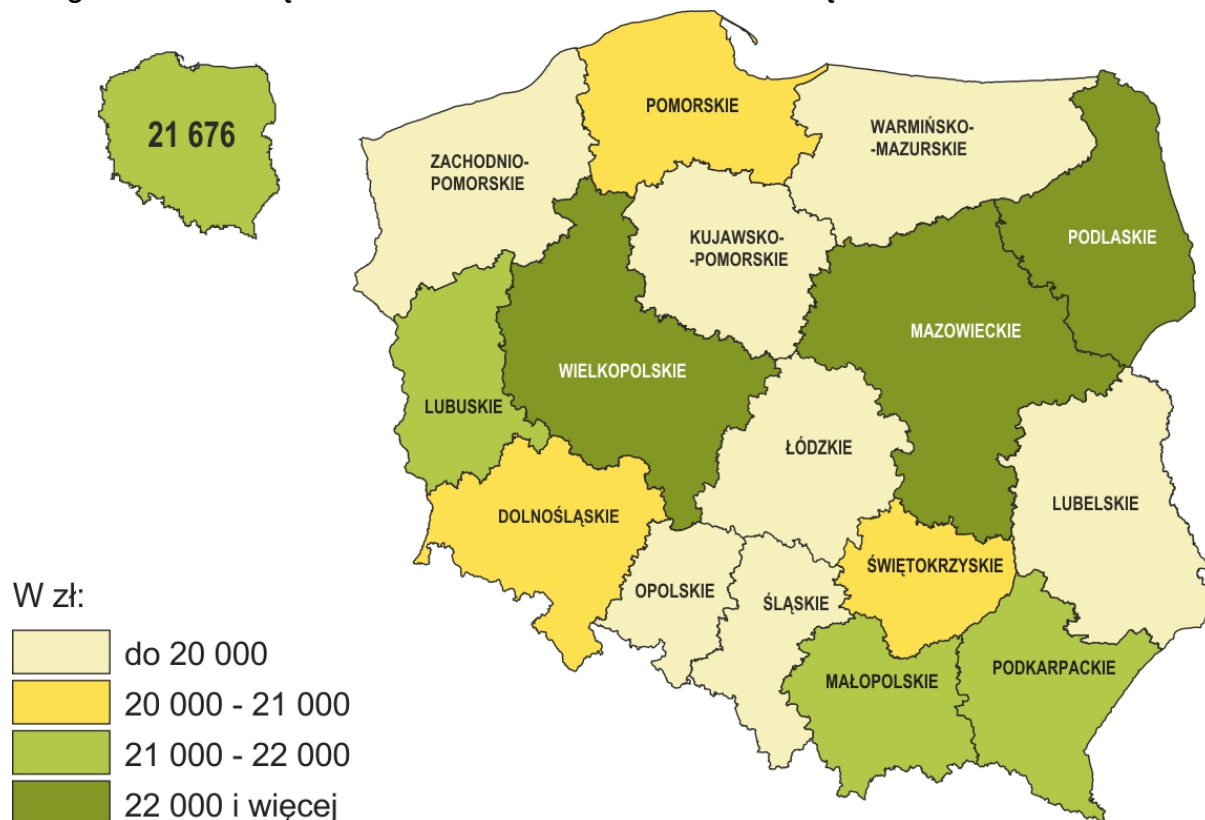 21 676
POMORSKIE
WARMIŃSKO-
-MAZURSKIE
ZACHODNIO-
POMORSKIE
KUJAWSKO-
-POMORSKIE
PODLASKIE
MAZOWIECKIE
WIELKOPOLSKIE
LUBUSKIE
ŁÓDZKIE
LUBELSKIE
DOLNOŚLĄSKIE
ŚWIĘTOKRZYSKIE
OPOLSKIE
ŚLĄSKIE
MAŁOPOLSKIE
PODKARPACKIE
W zł:
do 20 000
20 000 - 21 000
21 000 - 22 000
22 000 i więcej